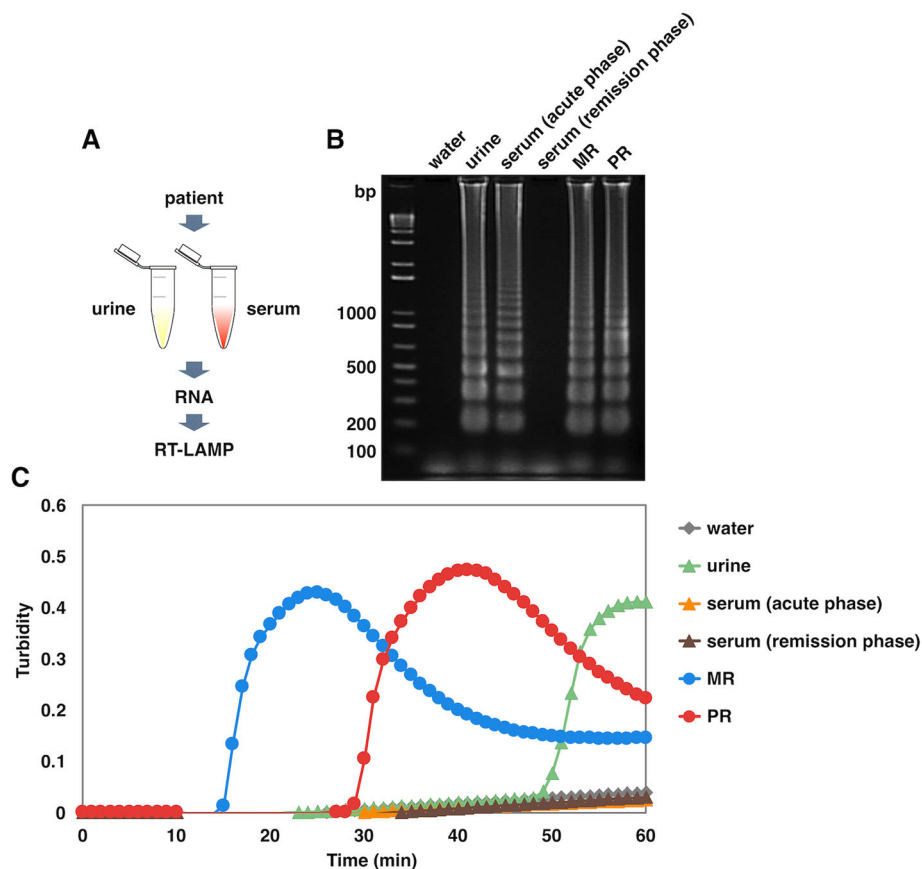 A
patient
urine
serum
RNA
RT-LAMP
B
water
urine
serum (acute phase)
serum (remission phase)
MR
PR
bp
1000
500
200
100
C
0.6
0.5
0.4
0.3
0.2
0.1
0
Turbidity
0 10 20 30 40 50 60
Time (min)
water
urine
serum (acute phase)
serum (remission phase)
MR
PR